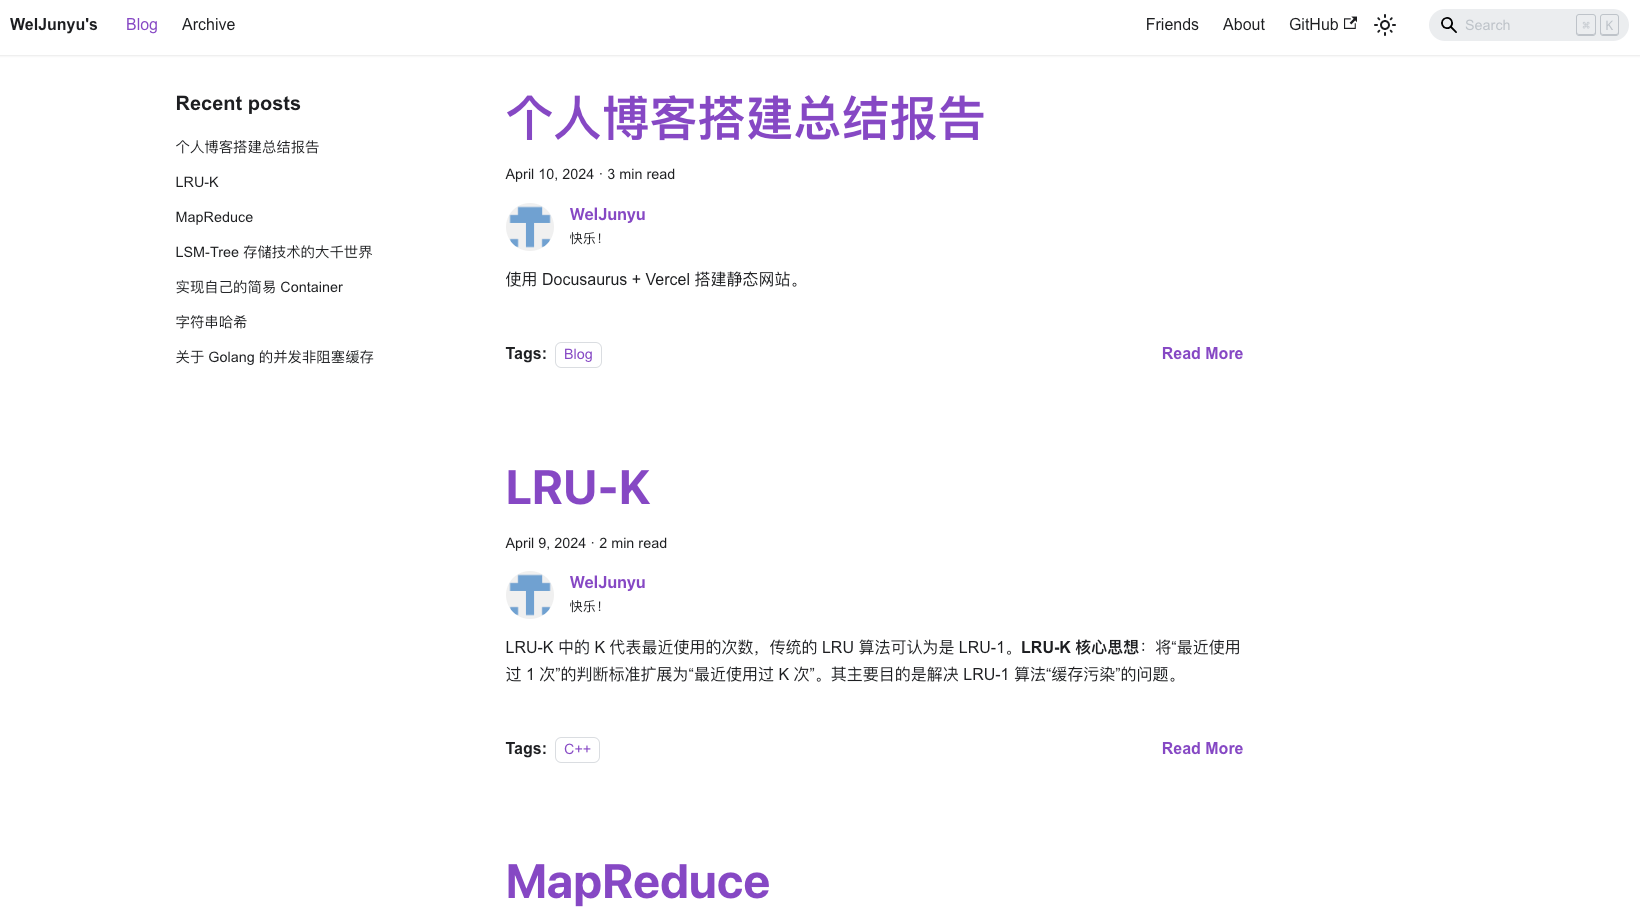 WelJunyu's Blog Archive Friends About GitHub Search ⌘ K
Recent posts
个人博客搭建总结报告
LRU-K
MapReduce
LSM-Tree 存储技术的大千世界
实现自己的简易 Container
字符串哈希
关于 Golang 的并发非阻塞缓存
个人博客搭建总结报告
April 10, 2024 · 3 min read
WelJunyu
快乐！
使用 Docusaurus + Vercel 搭建静态网站。
Tags: Blog Read More
LRU-K
April 9, 2024 · 2 min read
WelJunyu
快乐！
LRU-K 中的 K 代表最近使用的次数，传统的 LRU 算法可认为是 LRU-1。LRU-K 核心思想：将“最近使用
过 1 次”的判断标准扩展为“最近使用过 K 次”。其主要目的是解决 LRU-1 算法“缓存污染”的问题。
Tags: C++ Read More
MapReduce